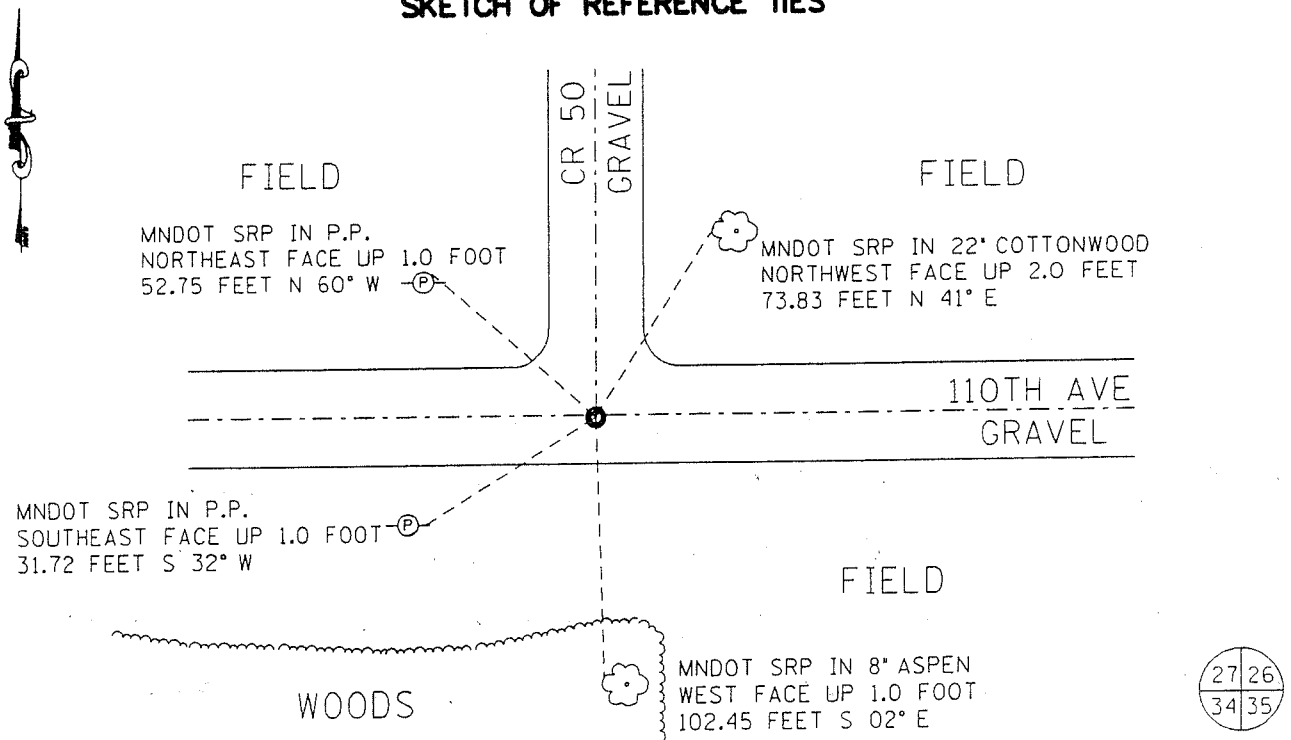 SKETCH OF REFERENCE TIES
CR 50
GRAVEL
FIELD
FIELD
MNDOT SRP IN P.P.
NORTHEAST FACE UP 1.0 FOOT
52.75 FEET N 60° W
P
MNDOT SRP IN 22" COTTONWOOD
NORTHWEST FACE UP 2.0 FEET
73.83 FEET N 41° E
110TH AVE
GRAVEL
MNDOT SRP IN P.P.
SOUTHEAST FACE UP 1.0 FOOT
31.72 FEET S 32° W
P
FIELD
WOODS
MNDOT SRP IN 8" ASPEN
WEST FACE UP 1.0 FOOT
102.45 FEET S 02° E
27 26
34 35